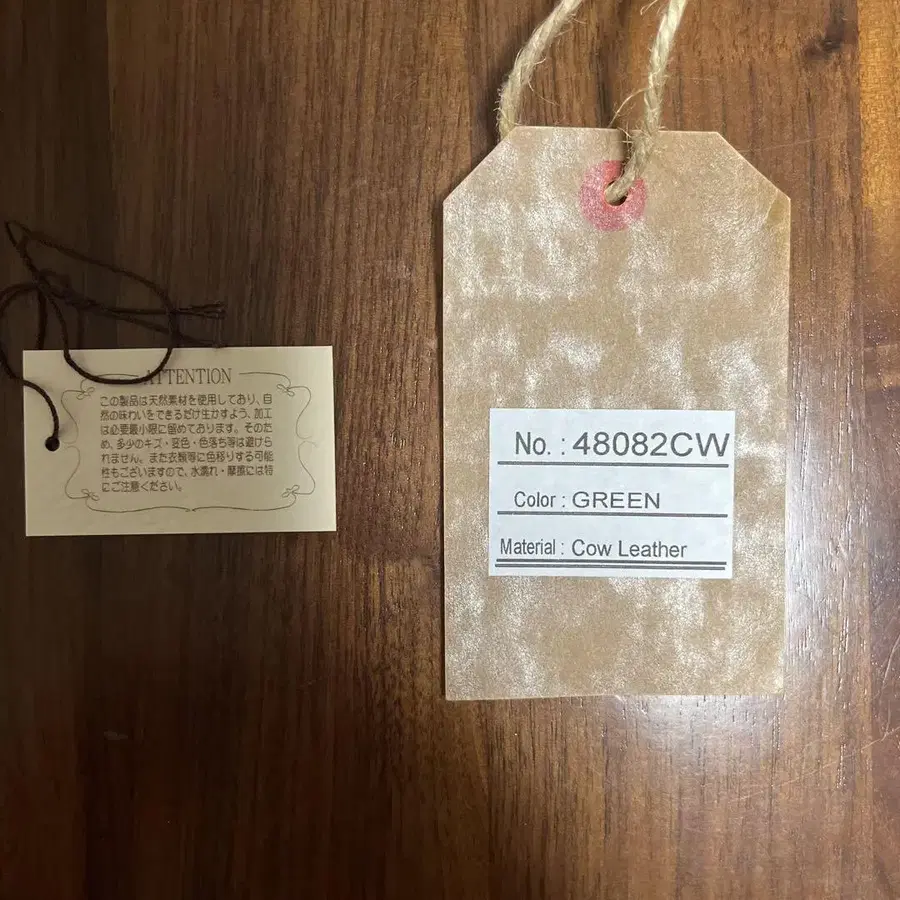 ATTENTION
この製品は天然素材を使用しており、自
然の味わいをできるだけ生かすよう、加工
は必要最小限に留めております。そのた
め、多少のキズ・変色・色落ち等は避けら
れません。また衣類等に色移りする可能
性もございますので、水濡れ・摩擦には特
にご注意ください。
No. : 48082CW
Color : GREEN
Material : Cow Leather